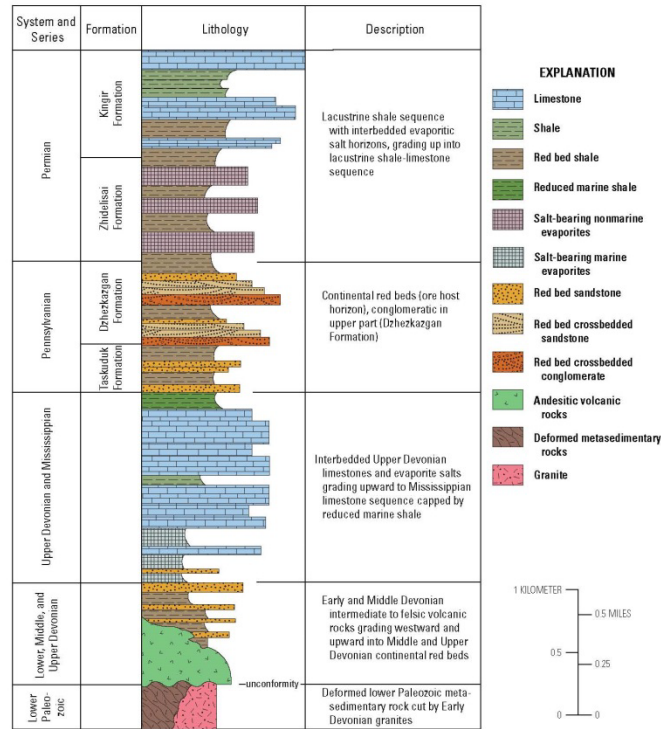 System and
Series
Formation
Lithology
Description
Permian
Kingir
Formation
Zhidelisai
Formation
Lacustrine shale sequence
with interbedded evaporitic
salt horizons, grading up into
lacustrine shale-limestone
sequence
Pennsylvanian
Dzhezkazgan
Formation
Taskuduk
Formation
Continental red beds (ore host
horizon), conglomeratic in
upper part (Dzhezkazgan
Formation)
Upper Devonian and Mississippian
Interbedded Upper Devonian
limestones and evaporite salts
grading upward to Mississippian
limestone sequence capped by
reduced marine shale
Lower, Middle, and
Upper Devonian
Early and Middle Devonian
intermediate to felsic volcanic
rocks grading westward and
upward into Middle and Upper
Devonian continental red beds
unconformity
Lower
Paleo-
zoic
Deformed lower Paleozoic meta-
sedimentary rock cut by Early
Devonian granites
EXPLANATION
Limestone
Shale
Red bed shale
Reduced marine shale
Salt-bearing nonmarine
evaporites
Salt-bearing marine
evaporites
Red bed sandstone
Red bed crossbedded
sandstone
Red bed crossbedded
conglomerate
Andesitic volcanic
rocks
Deformed metasedimentary
rocks
Granite
1 KILOMETER
0.5 MILES
0.5
0.25
0
0